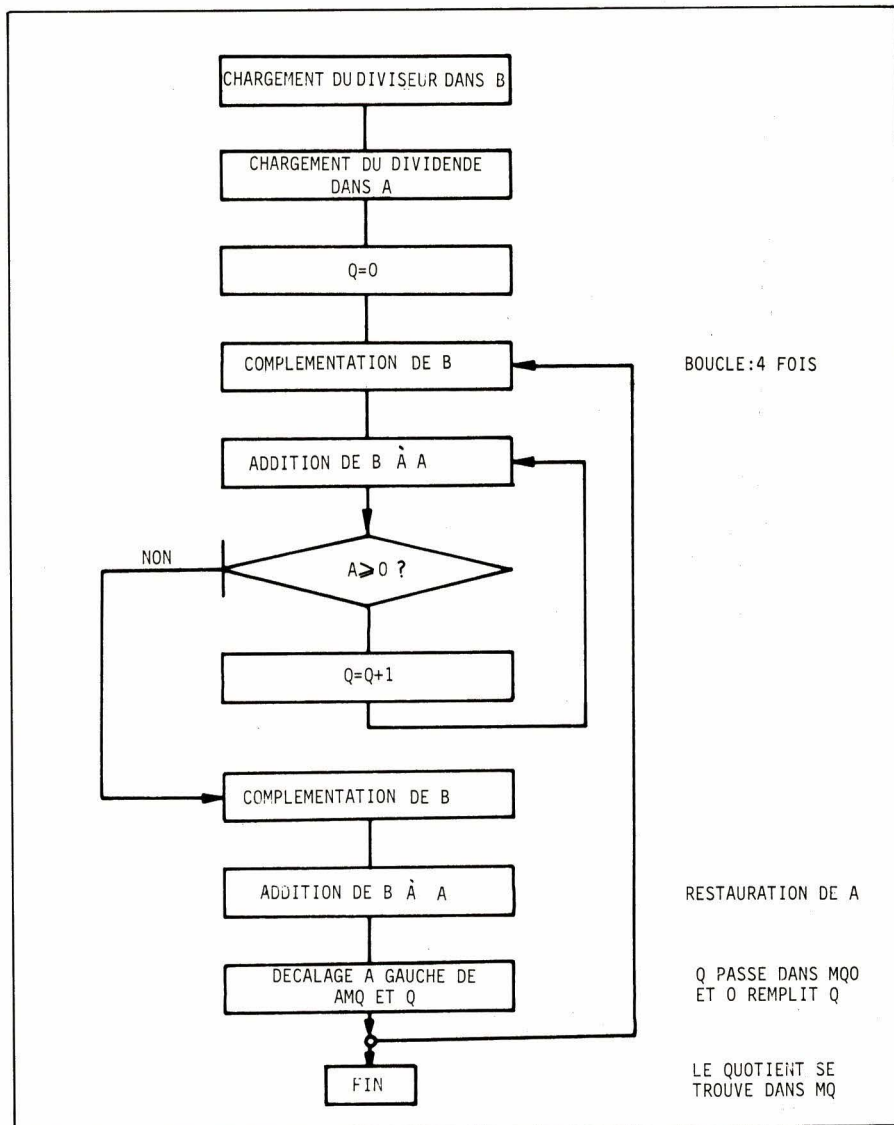 CHARGEMENT DU DIVISEUR DANS B
CHARGEMENT DU DIVIDENDE
DANS A
Q=0
COMPLEMENTATION DE B
BOUCLE:4 FOIS
ADDITION DE B À A
NON
A⩾0 ?
Q=Q+1
COMPLEMENTATION DE B
ADDITION DE B À A
RESTAURATION DE A
DECALAGE A GAUCHE DE
AMQ ET Q
Q PASSE DANS MQ0
ET 0 REMPLIT Q
FIN
LE QUOTIENT SE
TROUVE DANS MQ